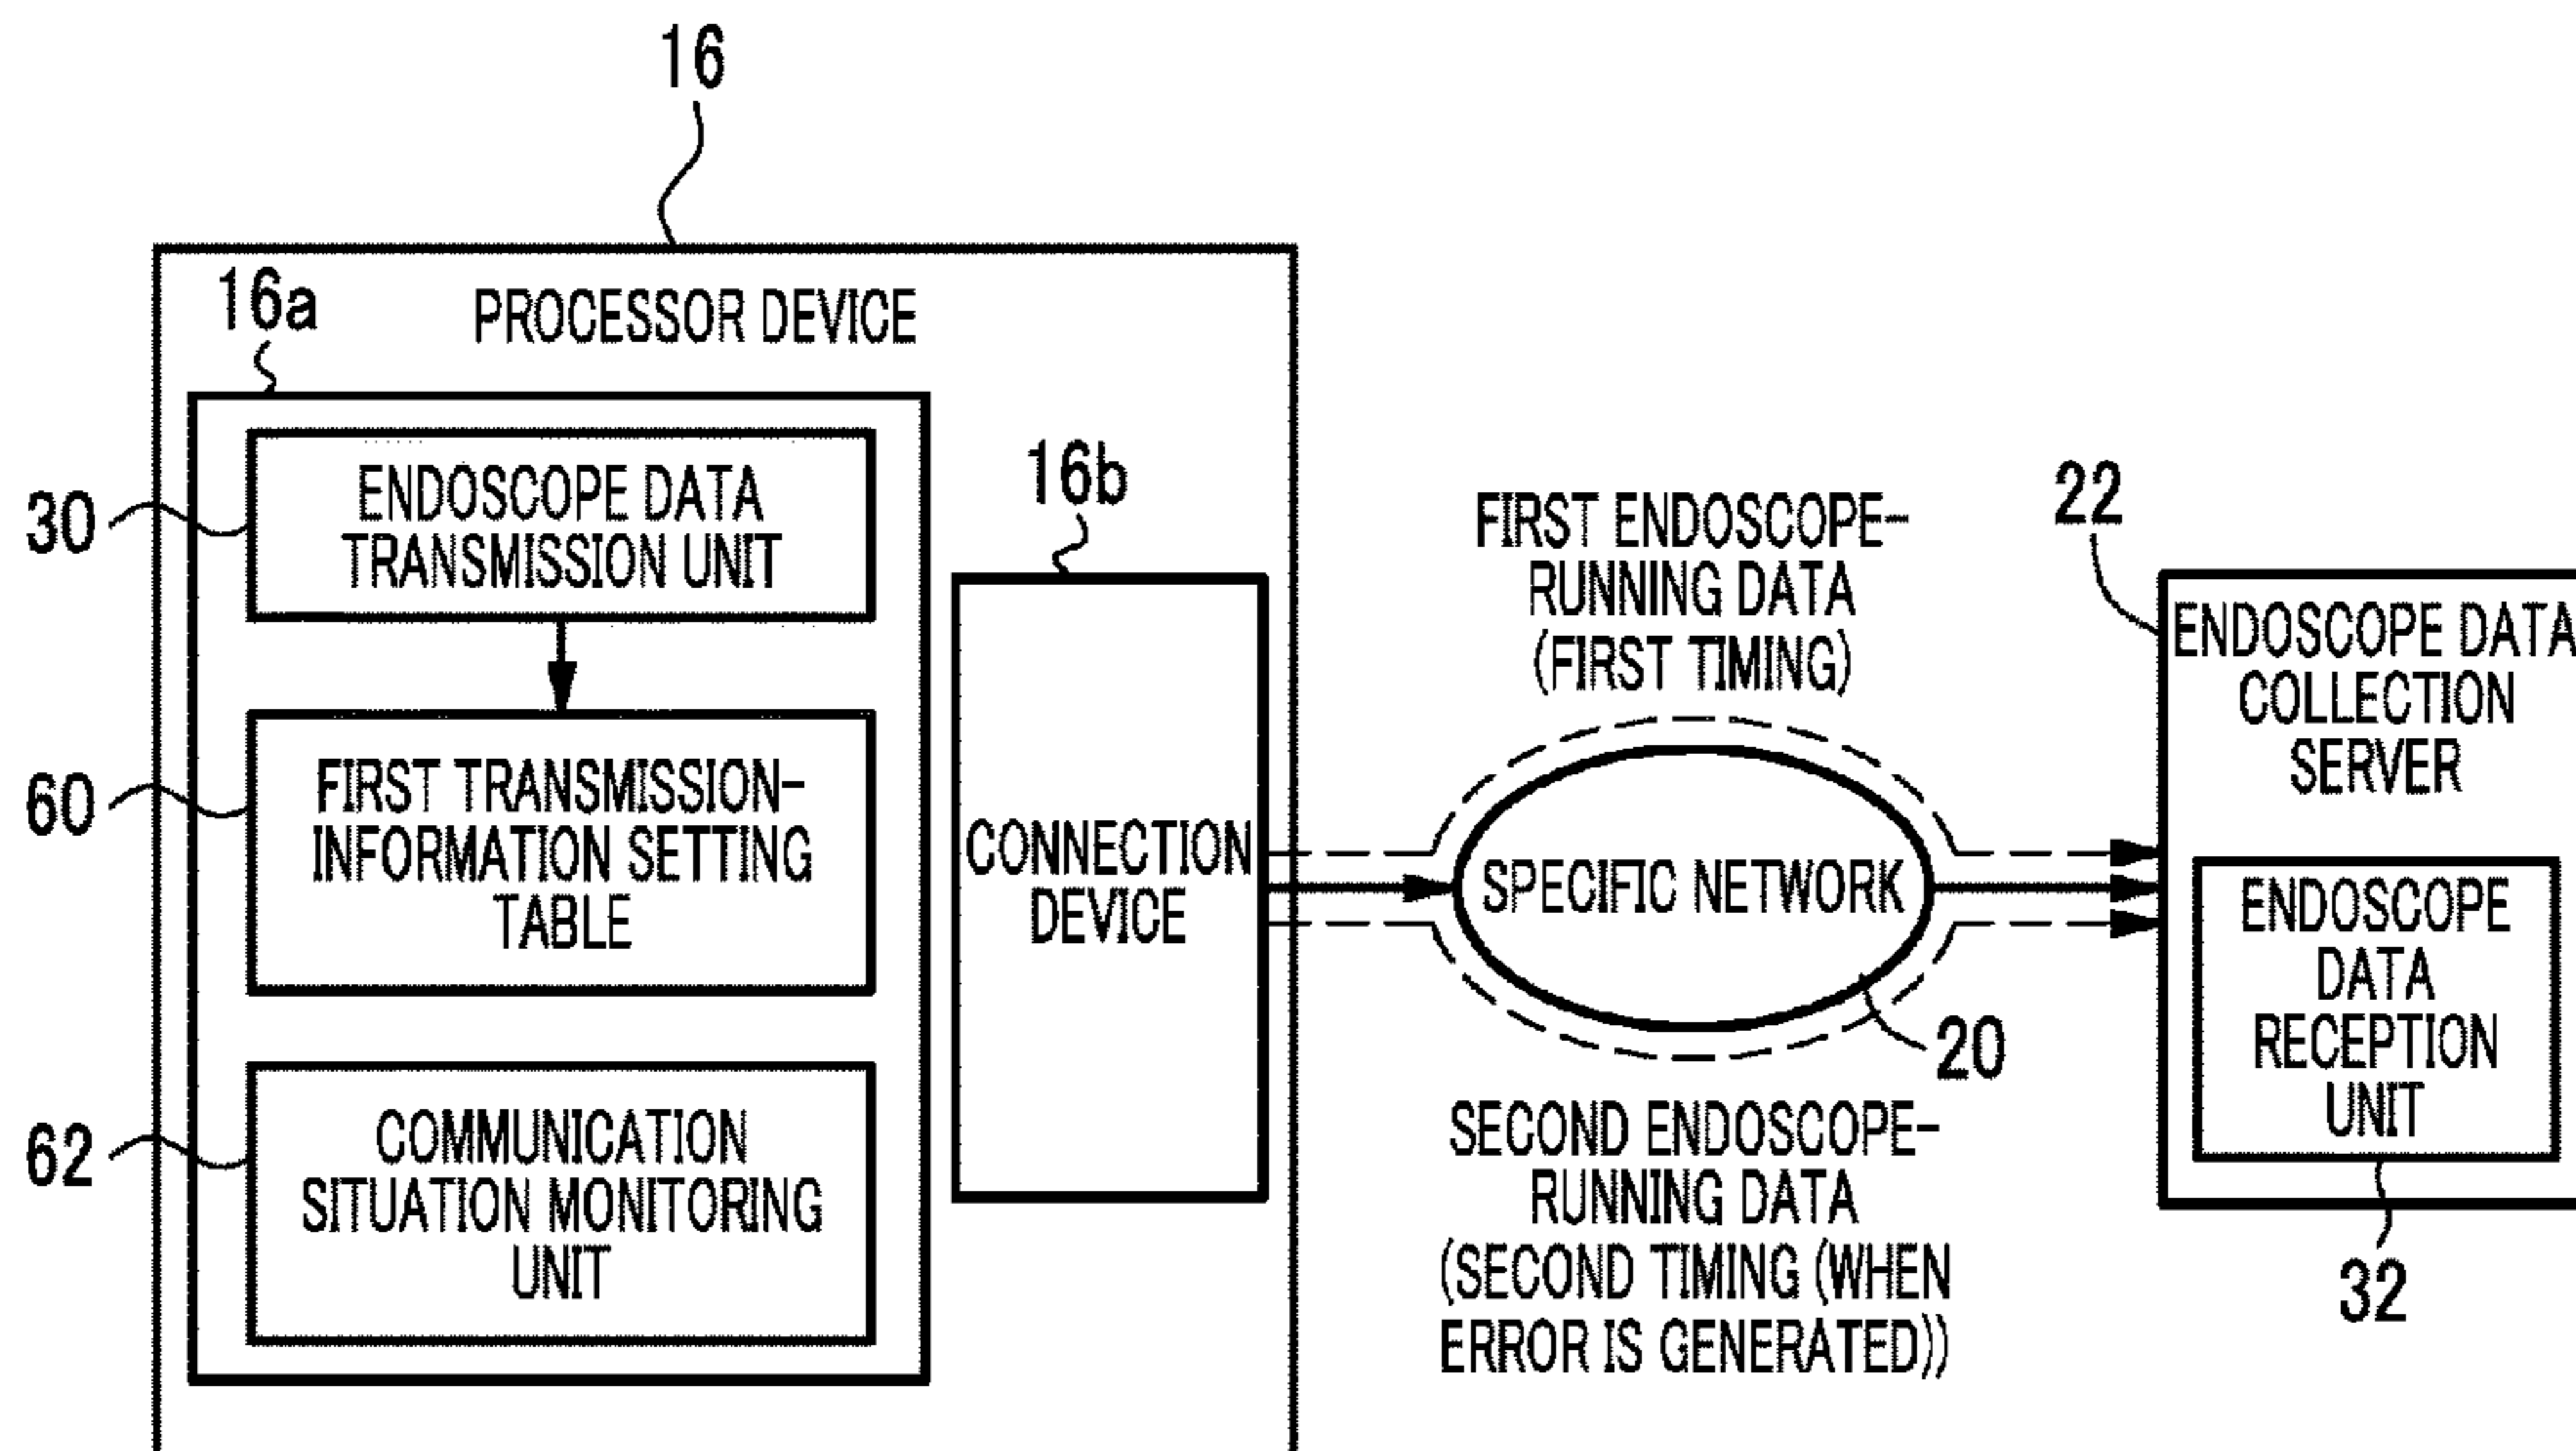 16
16a
PROCESSOR DEVICE
30
ENDOSCOPE DATA
TRANSMISSION UNIT
60
FIRST TRANSMISSION-
INFORMATION SETTING
TABLE
62
COMMUNICATION
SITUATION MONITORING
UNIT
16b
CONNECTION
DEVICE
FIRST ENDOSCOPE-
RUNNING DATA
(FIRST TIMING)
SPECIFIC NETWORK
20
SECOND ENDOSCOPE-
RUNNING DATA
(SECOND TIMING (WHEN
ERROR IS GENERATED))
22
ENDOSCOPE DATA
COLLECTION
SERVER
ENDOSCOPE
DATA
RECEPTION
UNIT
32